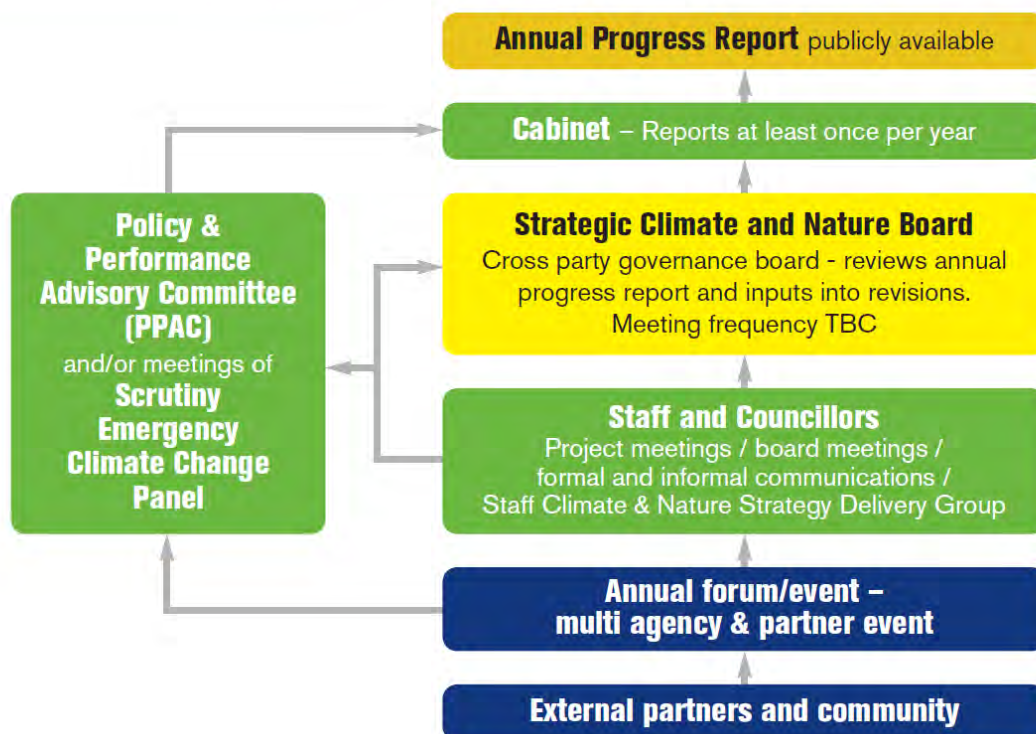 Annual Progress Report publicly available
Cabinet – Reports at least once per year
Policy &
Performance
Advisory Committee
(PPAC)
and/or meetings of
Scrutiny
Emergency
Climate Change
Panel
Strategic Climate and Nature Board
Cross party governance board - reviews annual
progress report and inputs into revisions.
Meeting frequency TBC
Staff and Councillors
Project meetings / board meetings /
formal and informal communications /
Staff Climate & Nature Strategy Delivery Group
Annual forum/event –
multi agency & partner event
External partners and community